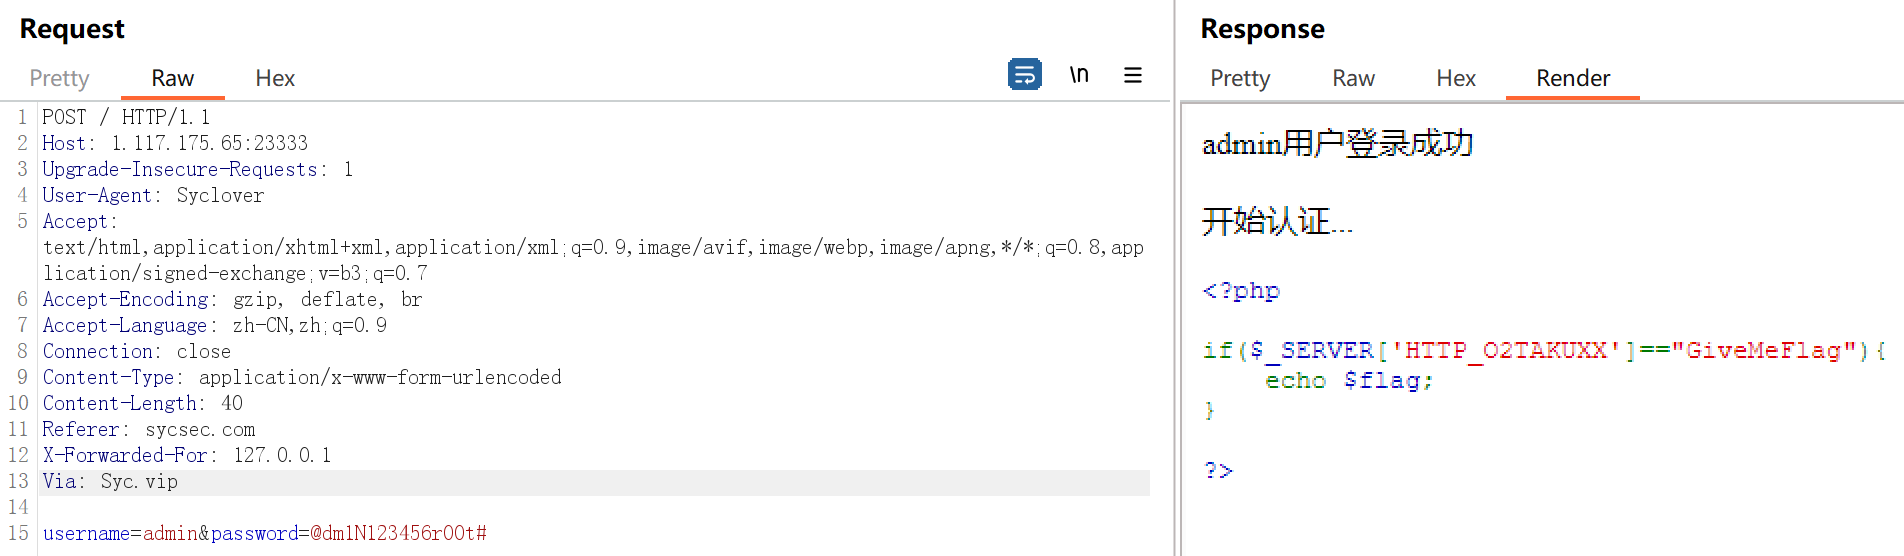 Request
Pretty Raw Hex
\n
1 POST / HTTP/1.1
2 Host: 1.117.175.65:23333
3 Upgrade-Insecure-Requests: 1
4 User-Agent: Syclover
5 Accept:
text/html,application/xhtml+xml,application/xml;q=0.9,image/avif,image/webp,image/apng,*/*;q=0.8,app
lication/signed-exchange;v=b3;q=0.7
6 Accept-Encoding: gzip, deflate, br
7 Accept-Language: zh-CN,zh;q=0.9
8 Connection: close
9 Content-Type: application/x-www-form-urlencoded
10 Content-Length: 40
11 Referer: sycsec.com
12 X-Forwarded-For: 127.0.0.1
13 Via: Syc.vip
14
15 username=admin&password=@dm1N123456r00t#
Response
Pretty Raw Hex Render
admin用户登录成功
开始认证...
<?php
if($_SERVER['HTTP_O2TAKUXX']=="GiveMeFlag"){
echo $flag;
}
?>